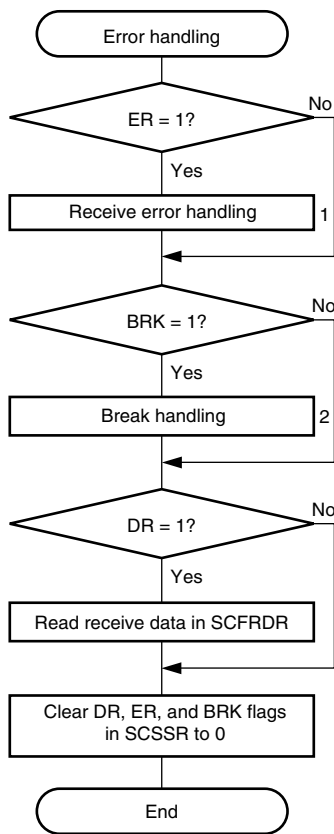 Error handling
No
ER = 1?
Yes
Receive error handling
1
No
BRK = 1?
Yes
Break handling
2
No
DR = 1?
Yes
Read receive data in SCFRDR
Clear DR, ER, and BRK flags
in SCSSR to 0
End